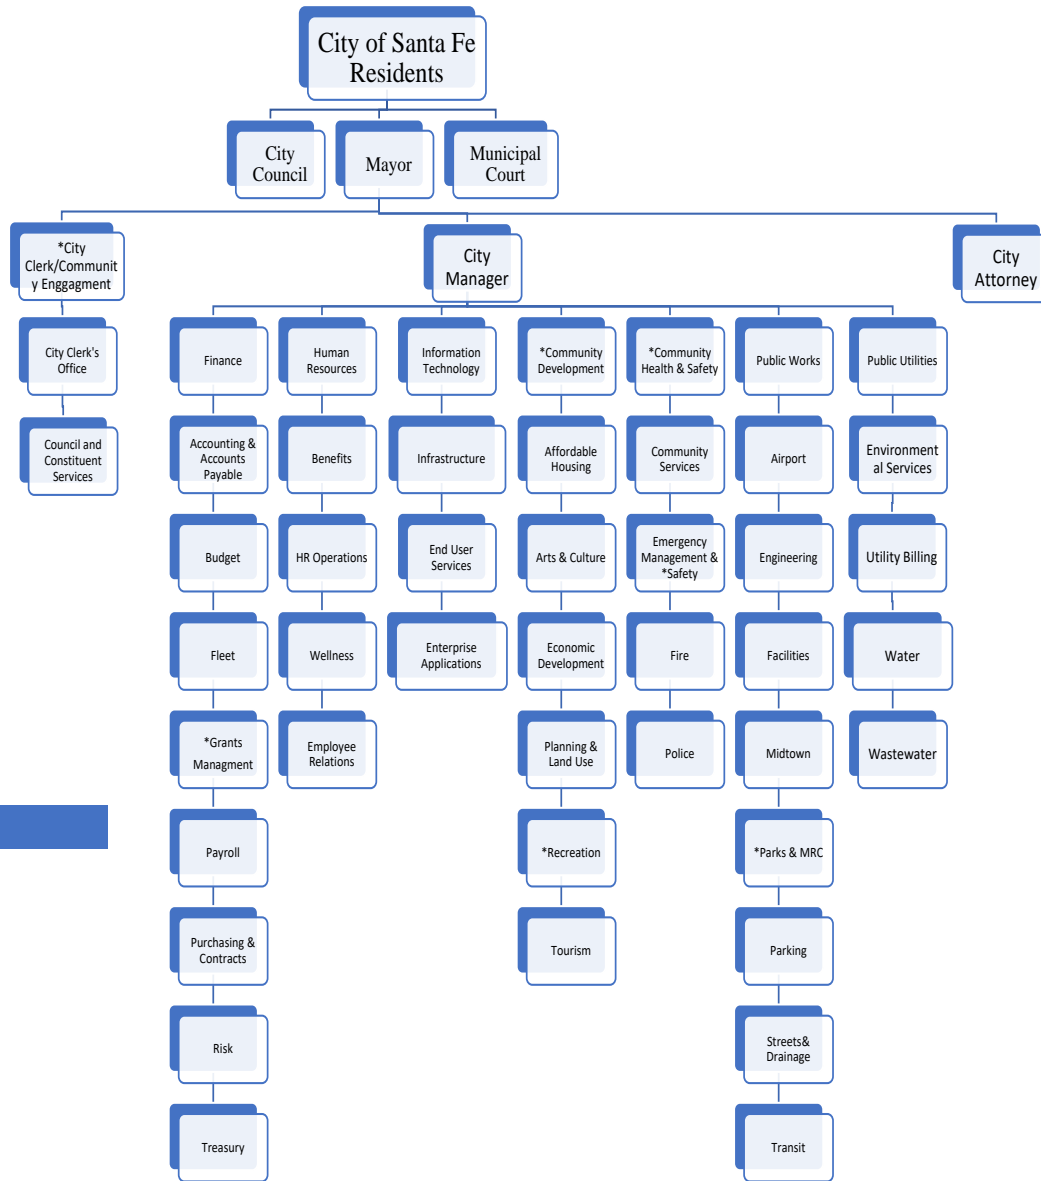 City of Santa Fe
Residents
City
Council
Mayor
Municipal
Court
*City
Clerk/Communit
y Enggagment
City
Manager
City
Attorney
City Clerk's
Office
Council and
Constituent
Services
Finance
Human
Resources
Information
Technology
*Community
Development
*Community
Health & Safety
Public Works
Public Utilities
Accounting &
Accounts
Payable
Benefits
Infrastructure
Affordable
Housing
Community
Services
Airport
Environment
al Services
Budget
HR Operations
End User
Services
Arts & Culture
Emergency
Management &
*Safety
Engineering
Utility Billing
Fleet
Wellness
Enterprise
Applications
Economic
Development
Fire
Facilities
Water
*Grants
Managment
Employee
Relations
Planning &
Land Use
Police
Midtown
Wastewater
Payroll
*Recreation
*Parks & MRC
Purchasing &
Contracts
Tourism
Parking
Risk
Streets&
Drainage
Treasury
Transit